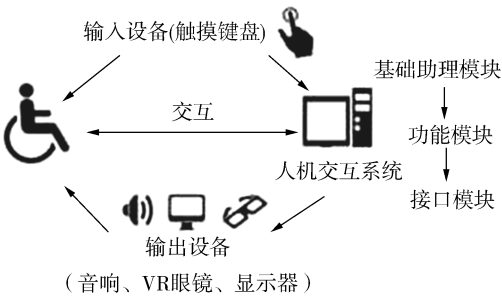 输入设备(触摸键盘)
基础助理模块
交互
功能模块
人机交互系统
接口模块
输出设备
(音响、VR眼镜、显示器)